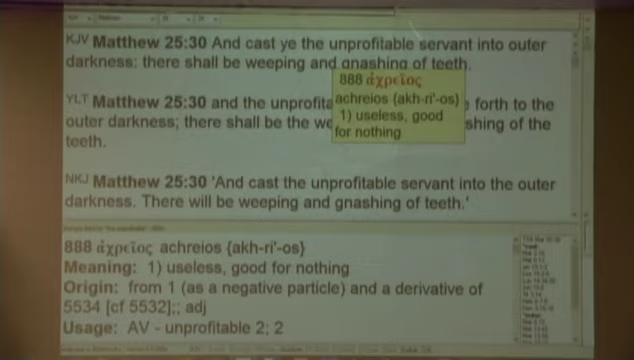 KJV Matthew 25:30 And cast ye the unprofitable servant into outer
darkness: there shall be weeping and gnashing of teeth.
888 ἀχρεῖος
achreios (akh-ri'-os)
1) useless, good
for nothing
YLT Matthew 25:30 and the unprofita forth to the
outer darkness; there shall be the we shing of the
teeth.
NKJ Matthew 25:30 'And cast the unprofitable servant into the outer
darkness. There will be weeping and gnashing of teeth.'
888 ἀχρεῖος achreios {akh-ri'-os}
Meaning: 1) useless, good for nothing
Origin: from 1 (as a negative particle) and a derivative of
5534 [cf 5532];; adj
Usage: AV - unprofitable 2; 2